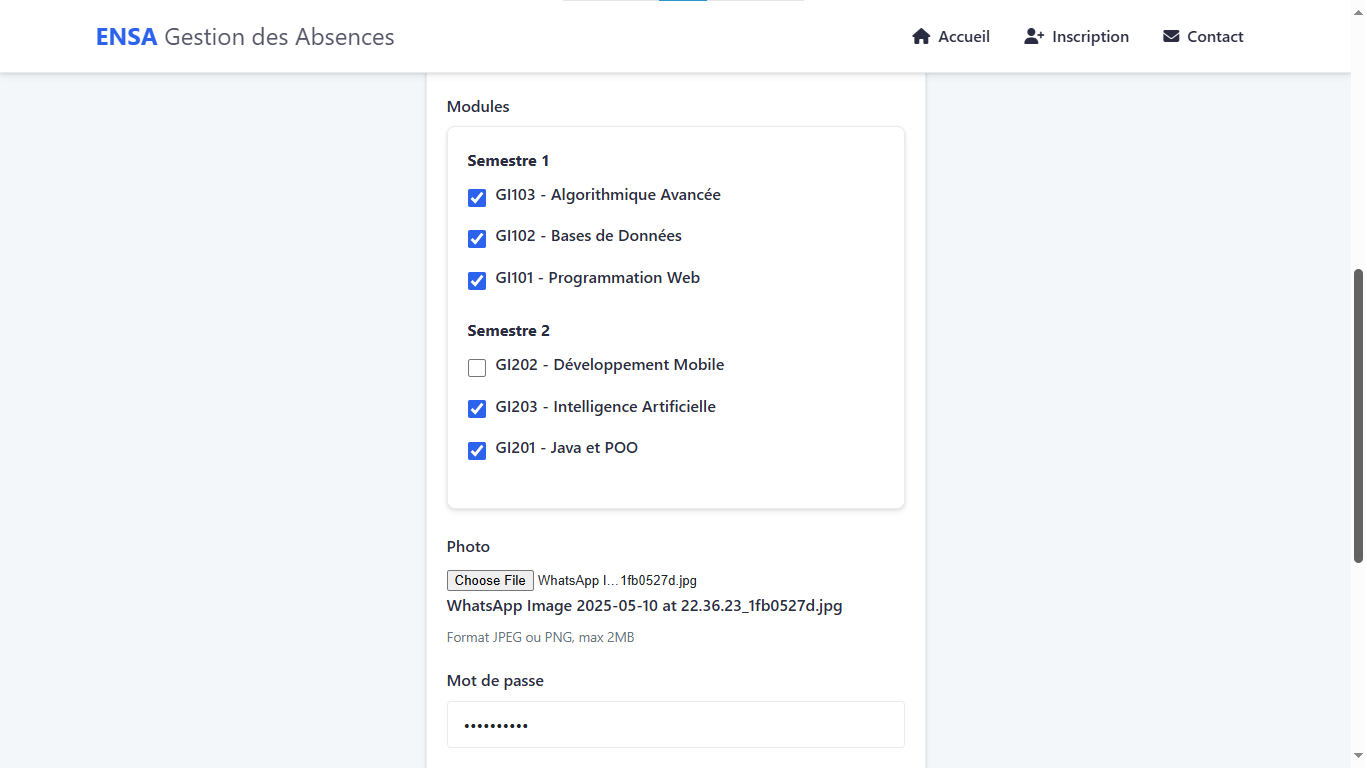 ENSA Gestion des Absences
Accueil
Inscription
Contact
Modules
Semestre 1
GI103 - Algorithmique Avancée
GI102 - Bases de Données
GI101 - Programmation Web
Semestre 2
GI202 - Développement Mobile
GI203 - Intelligence Artificielle
GI201 - Java et POO
Photo
Choose File WhatsApp I...1fb0527d.jpg
WhatsApp Image 2025-05-10 at 22.36.23_1fb0527d.jpg
Format JPEG ou PNG, max 2MB
Mot de passe
••••••••••